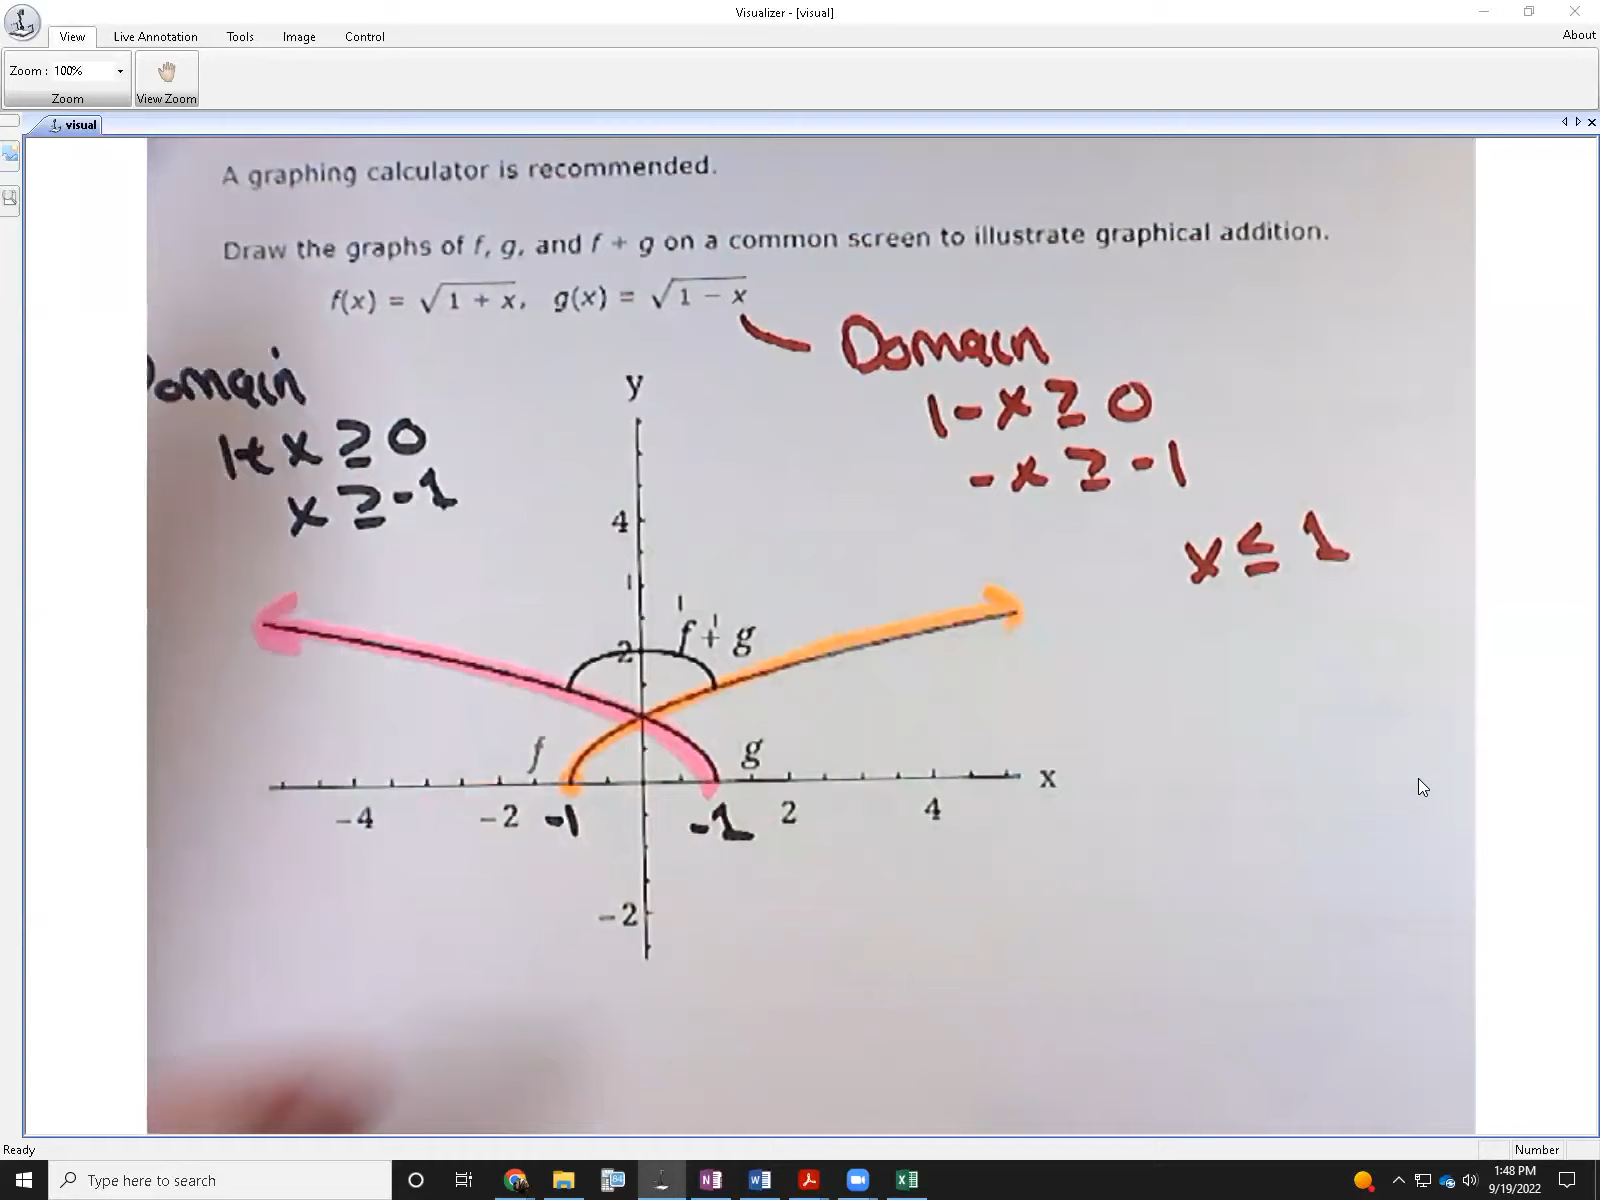 Visualizer - [visual]
View Live Annotation Tools Image Control About
Zoom : 100%
Zoom View Zoom
visual
A graphing calculator is recommended.
Draw the graphs of f, g, and f + g on a common screen to illustrate graphical addition.
f(x) = √1 + x, g(x) = √1 − x
Domain
1 - x ≥ 0
- x ≥ -1
x ≤ 1
omain
1+ x ≥ 0
x ≥ -1
y
4
2
f + g
f
g
x
-4 -2 -1 -1 2 4
-2
Ready Number
Type here to search
1:48 PM
9/19/2022